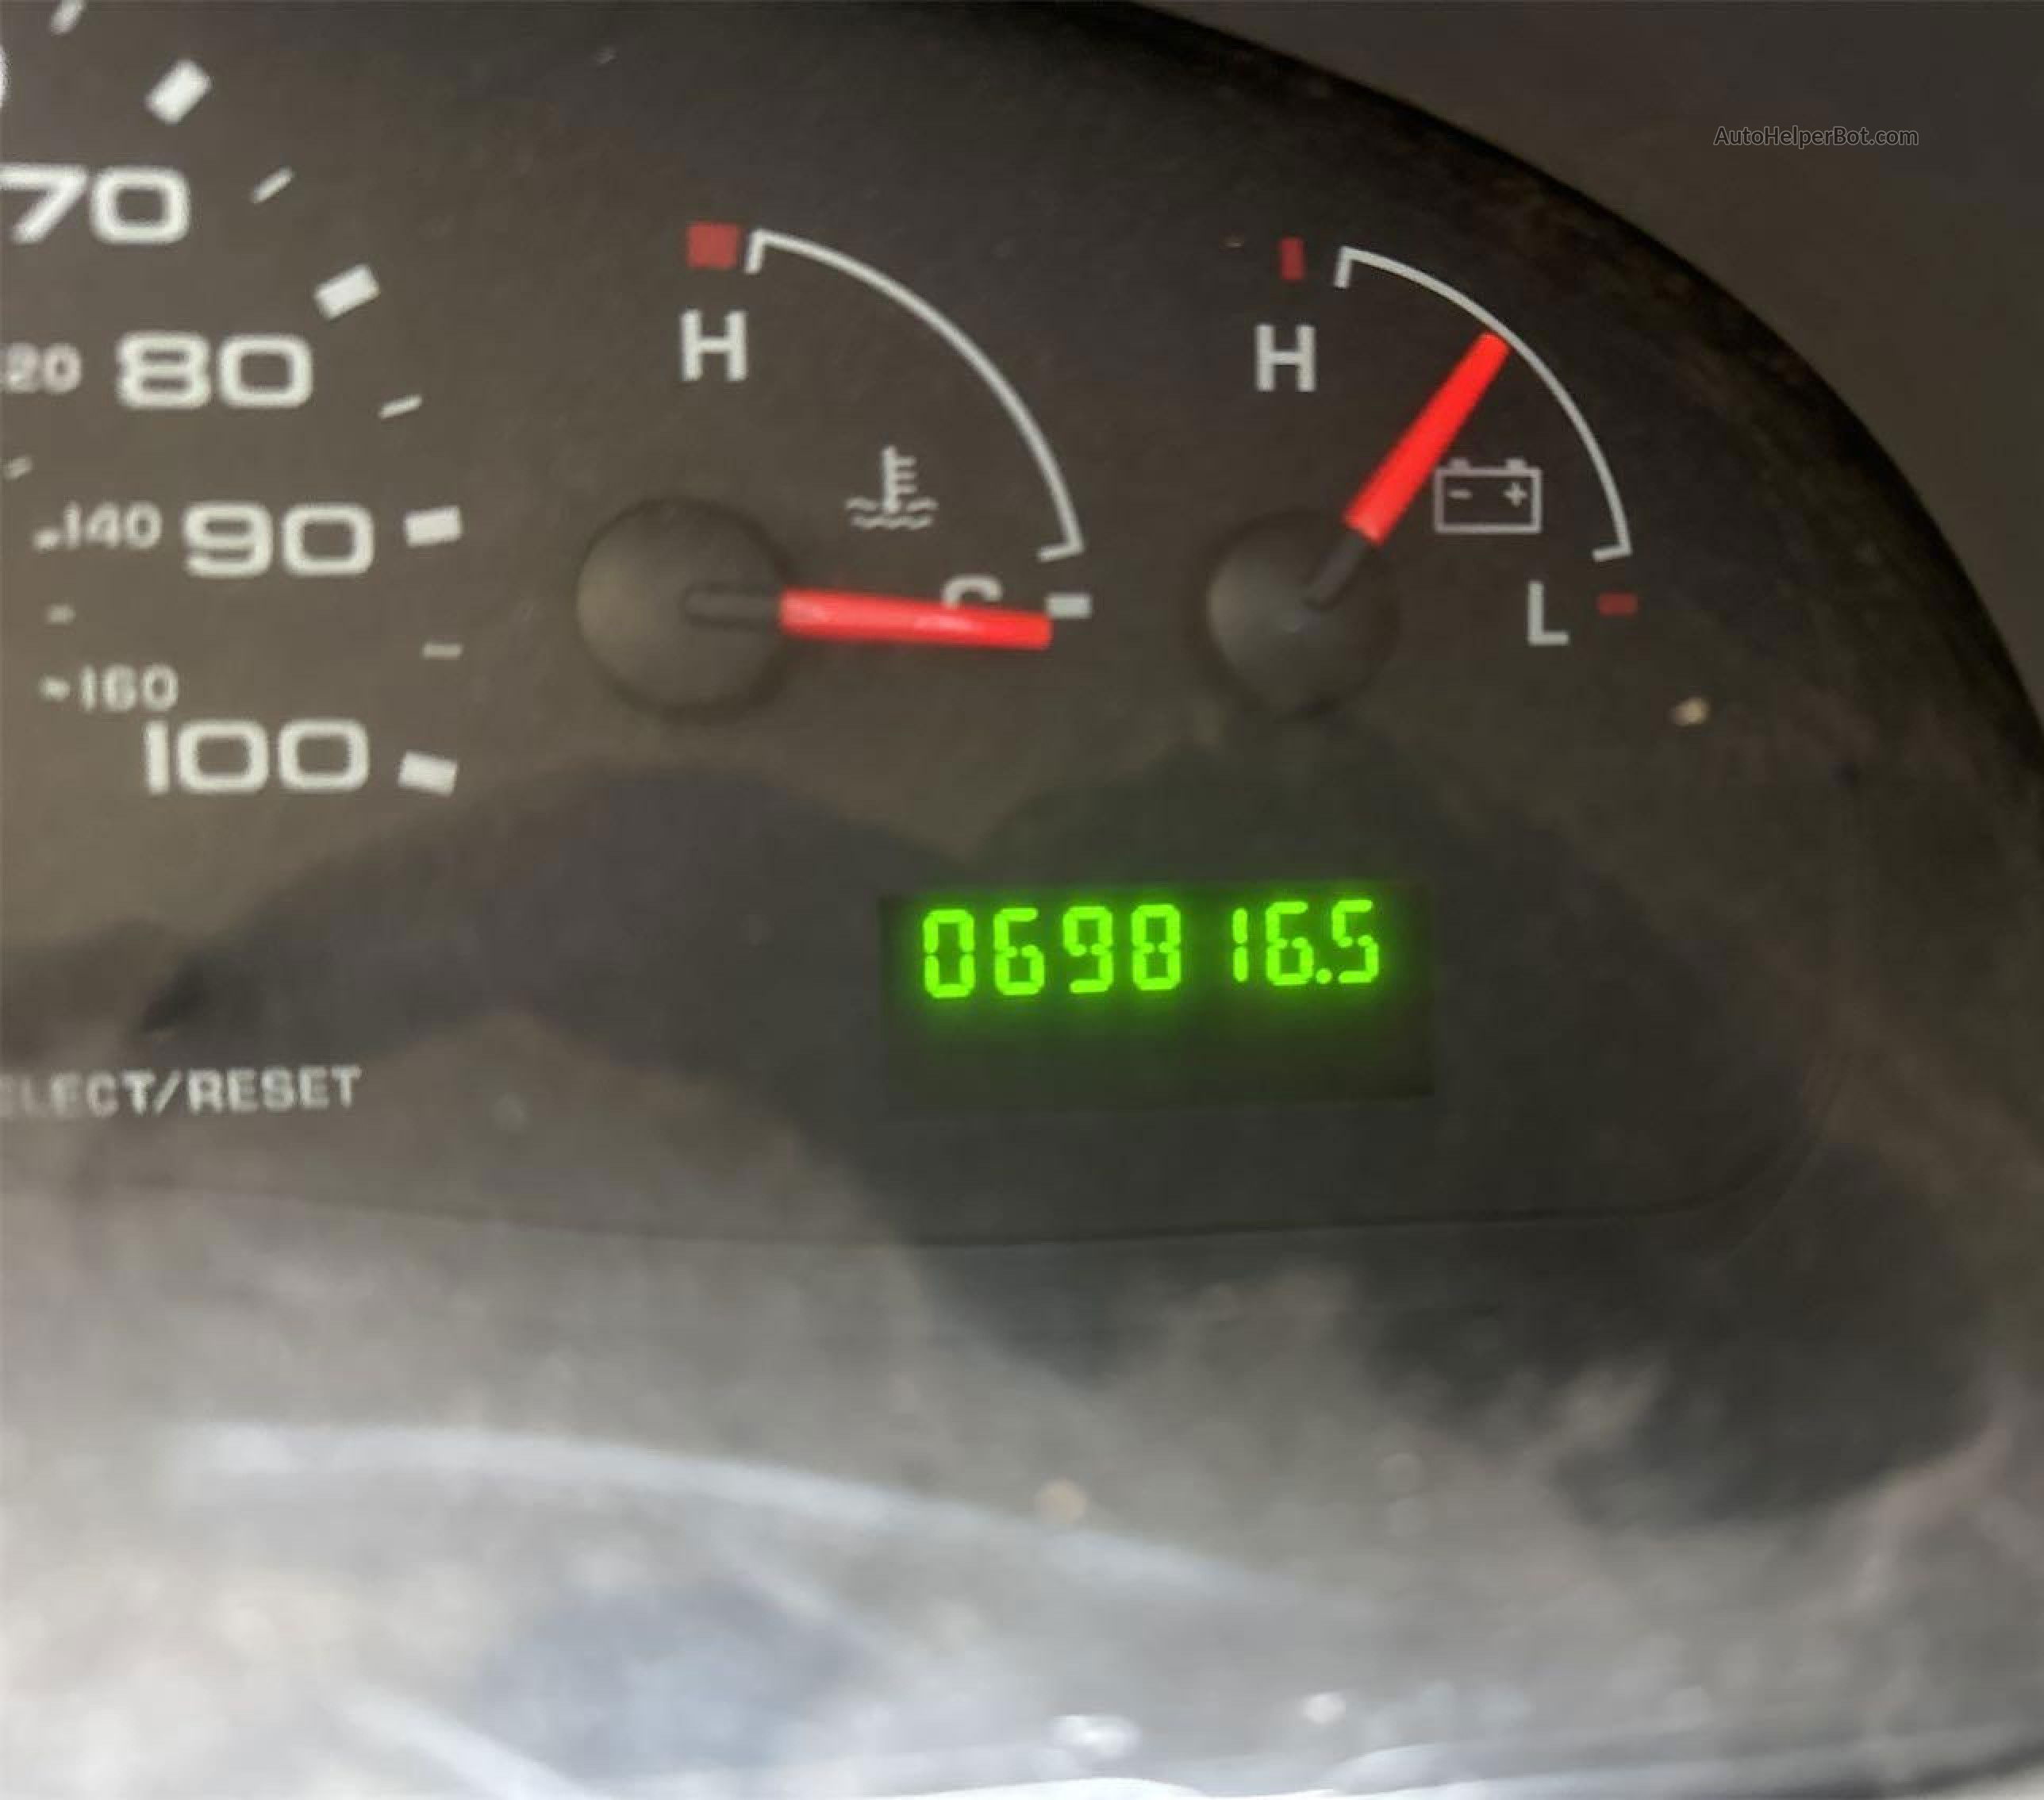 AutoHelperBot.com
70
H
H
80
- +
140 90
C
L
160
100
069816.5
SELECT/RESET